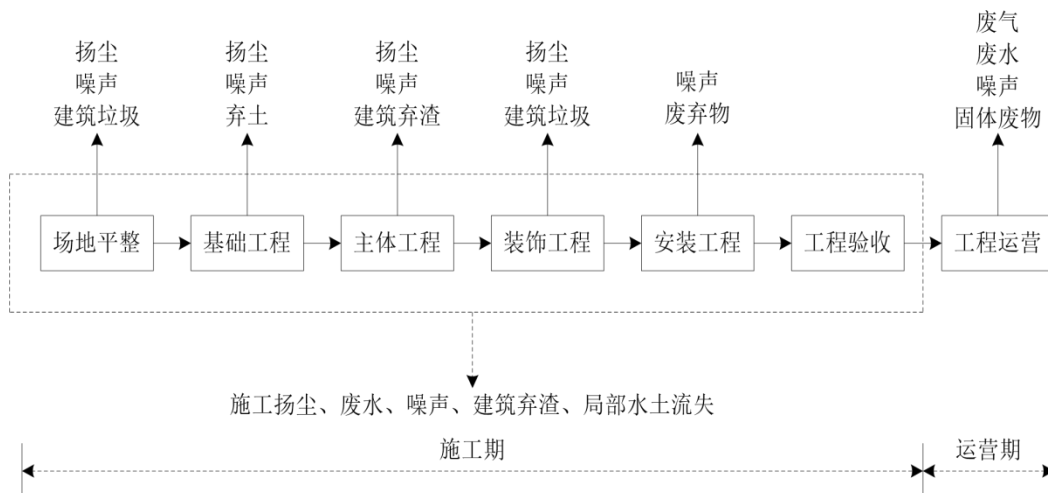 扬尘
噪声
建筑垃圾
扬尘
噪声
弃土
扬尘
噪声
建筑弃渣
扬尘
噪声
建筑垃圾
噪声
废弃物
废气
废水
噪声
固体废物
场地平整
基础工程
主体工程
装饰工程
安装工程
工程验收
工程运营
施工扬尘、废水、噪声、建筑弃渣、局部水土流失
施工期
运营期